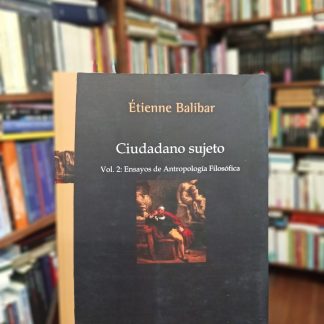 Étienne Balibar
Ciudadano sujeto
Vol. 2: Ensayos de Antropología Filosófica